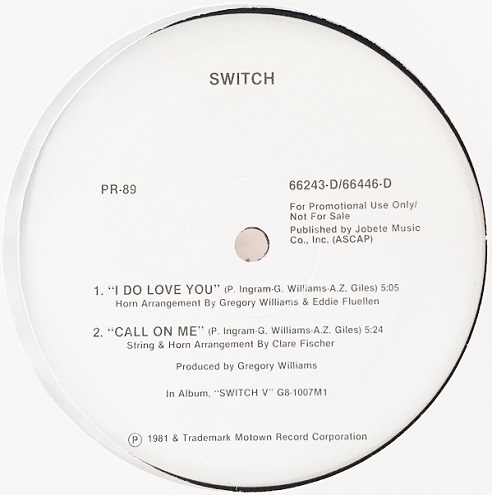 SWITCH
PR-89
66243-D/66446-D
For Promotional Use Only/
Not For Sale
Published by Jobete Music
Co., Inc. (ASCAP)
1. "I DO LOVE YOU" (P. Ingram-G. Williams-A.Z. Giles) 5:05
Horn Arrangement By Gregory Williams & Eddie Fluellen
2. "CALL ON ME" (P. Ingram-G. Williams-A.Z. Giles) 5:24
String & Horn Arrangement By Clare Fischer
Produced by Gregory Williams
In Album, "SWITCH V" G8-1007M1
℗ 1981 & Trademark Motown Record Corporation